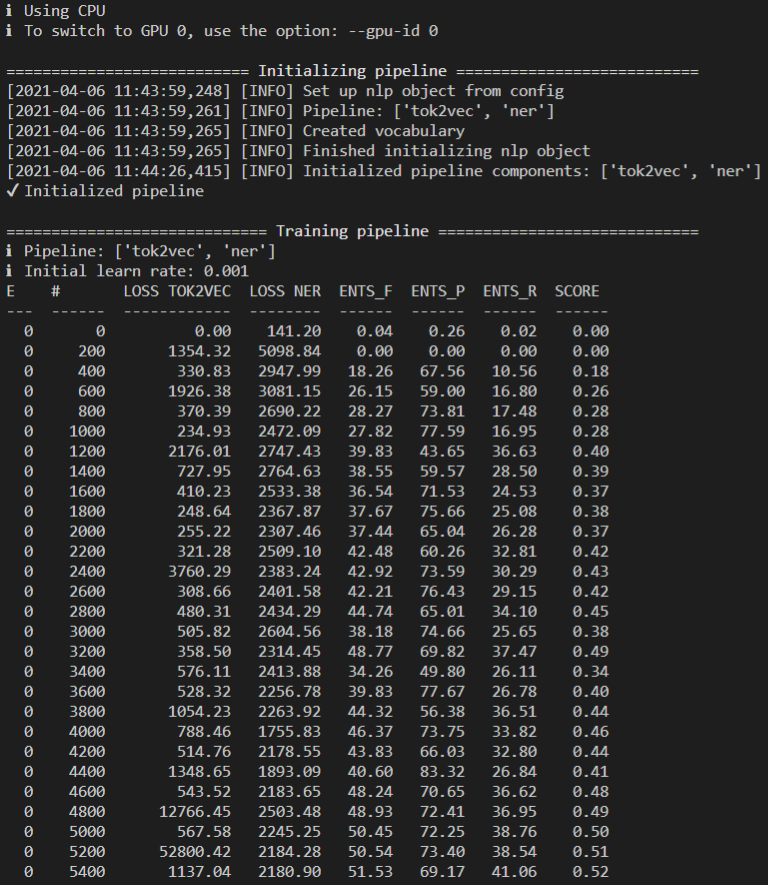 i Using CPU
i To switch to GPU 0, use the option: --gpu-id 0
=========================== Initializing pipeline ===========================
[2021-04-06 11:43:59,248] [INFO] Set up nlp object from config
[2021-04-06 11:43:59,261] [INFO] Pipeline: ['tok2vec', 'ner']
[2021-04-06 11:43:59,265] [INFO] Created vocabulary
[2021-04-06 11:43:59,265] [INFO] Finished initializing nlp object
[2021-04-06 11:44:26,415] [INFO] Initialized pipeline components: ['tok2vec', 'ner']
✔ Initialized pipeline
============================= Training pipeline =============================
i Pipeline: ['tok2vec', 'ner']
i Initial learn rate: 0.001
E    #       LOSS TOK2VEC  LOSS NER  ENTS_F  ENTS_P  ENTS_R  SCORE
---  ------  ------------  --------  ------  ------  ------  ------
  0       0          0.00    141.20    0.04    0.26    0.02    0.00
  0     200       1354.32   5098.84    0.00    0.00    0.00    0.00
  0     400        330.83   2947.99   18.26   67.56   10.56    0.18
  0     600       1926.38   3081.15   26.15   59.00   16.80    0.26
  0     800        370.39   2690.22   28.27   73.81   17.48    0.28
  0    1000        234.93   2472.09   27.82   77.59   16.95    0.28
  0    1200       2176.01   2747.43   39.83   43.65   36.63    0.40
  0    1400        727.95   2764.63   38.55   59.57   28.50    0.39
  0    1600        410.23   2533.38   36.54   71.53   24.53    0.37
  0    1800        248.64   2367.87   37.67   75.66   25.08    0.38
  0    2000        255.22   2307.46   37.44   65.04   26.28    0.37
  0    2200        321.28   2509.10   42.48   60.26   32.81    0.42
  0    2400       3760.29   2383.24   42.92   73.59   30.29    0.43
  0    2600        308.66   2401.58   42.21   76.43   29.15    0.42
  0    2800        480.31   2434.29   44.74   65.01   34.10    0.45
  0    3000        505.82   2604.56   38.18   74.66   25.65    0.38
  0    3200        358.50   2314.45   48.77   69.82   37.47    0.49
  0    3400        576.11   2413.88   34.26   49.80   26.11    0.34
  0    3600        528.32   2256.78   39.83   77.67   26.78    0.40
  0    3800       1054.23   2263.92   44.32   56.38   36.51    0.44
  0    4000        788.46   1755.83   46.37   73.75   33.82    0.46
  0    4200        514.76   2178.55   43.83   66.03   32.80    0.44
  0    4400       1348.65   1893.09   40.60   83.32   26.84    0.41
  0    4600        543.52   2183.65   48.24   70.65   36.62    0.48
  0    4800      12766.45   2503.48   48.93   72.41   36.95    0.49
  0    5000        567.58   2245.25   50.45   72.25   38.76    0.50
  0    5200      52800.42   2184.28   50.54   73.40   38.54    0.51
  0    5400       1137.04   2180.90   51.53   69.17   41.06    0.52